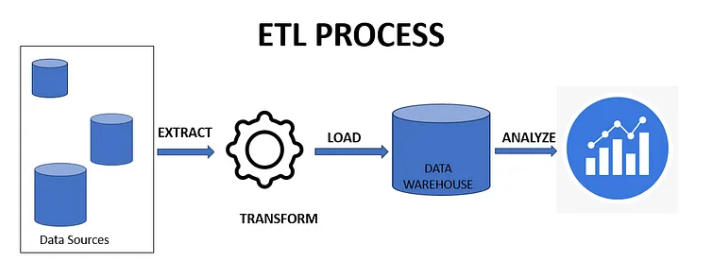 ETL PROCESS
EXTRACT
LOAD
ANALYZE
DATA
WAREHOUSE
TRANSFORM
Data Sources